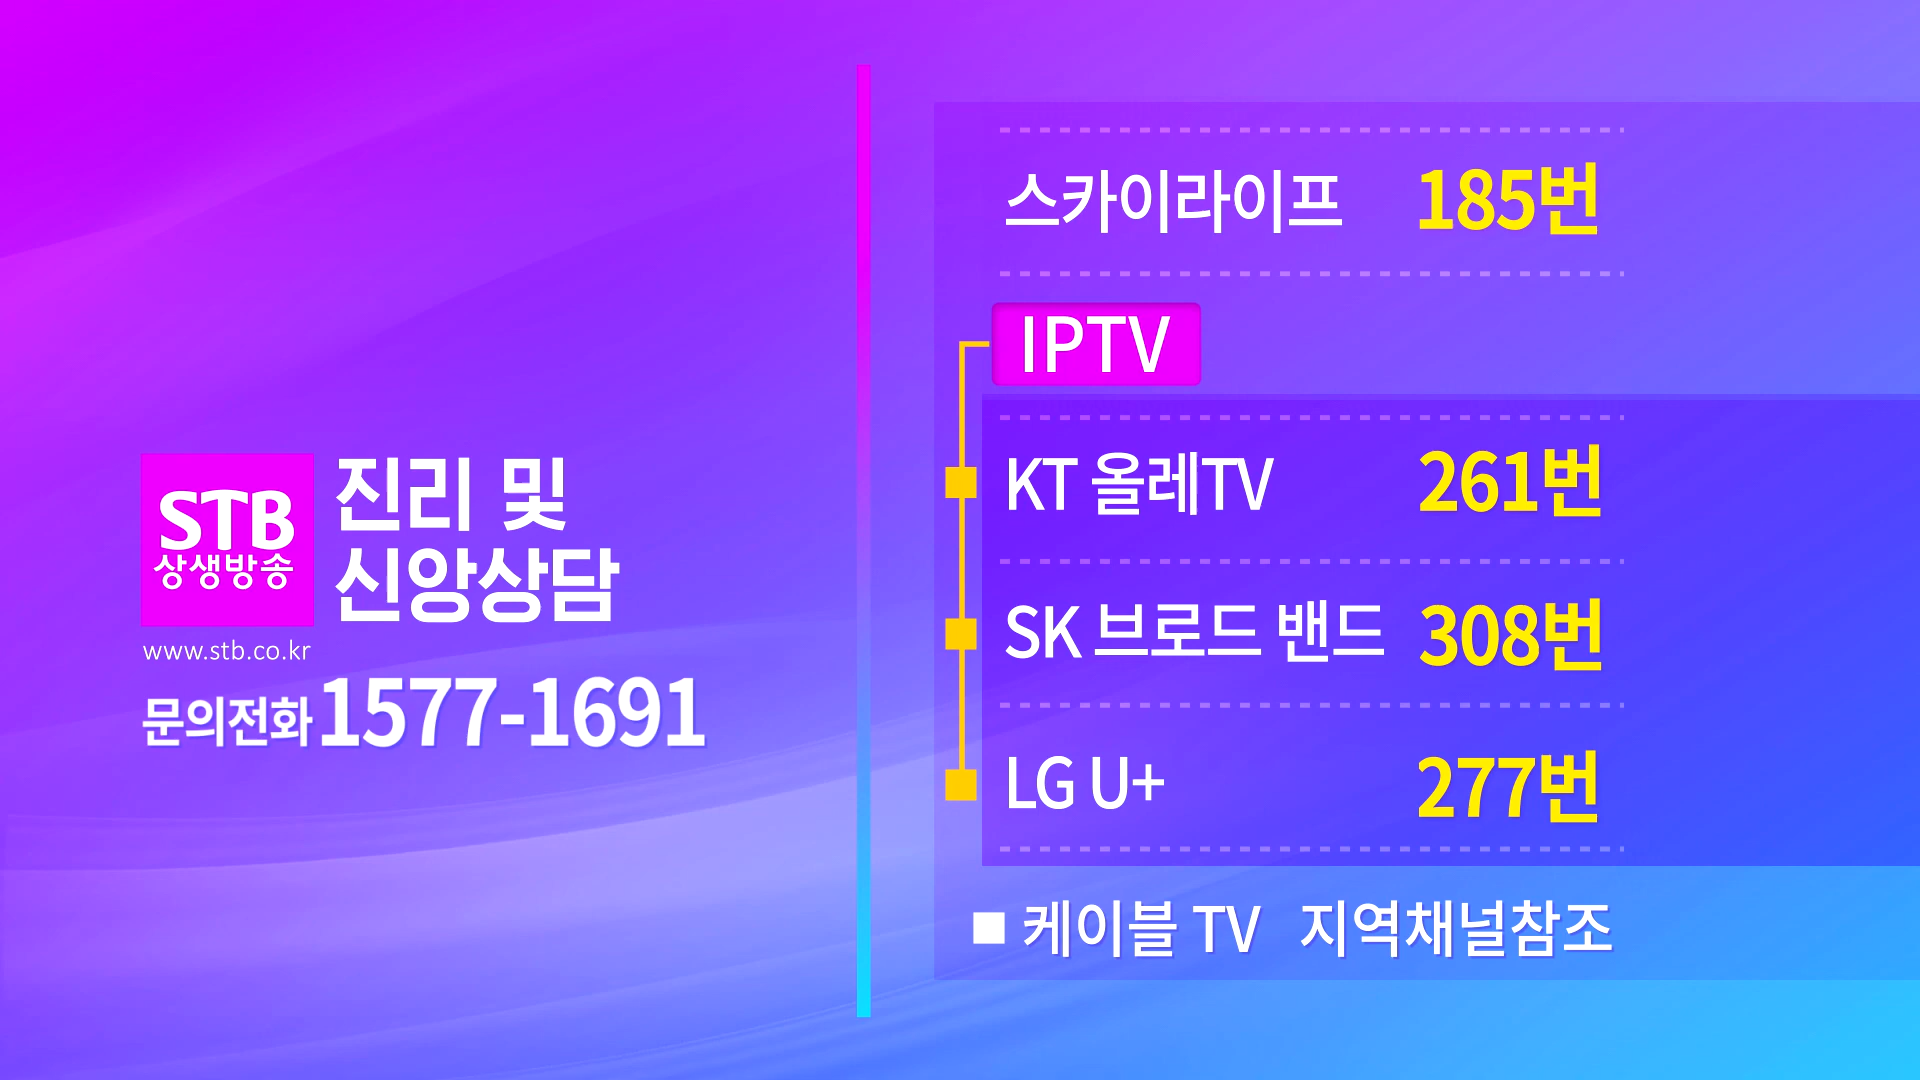 STB
상생방송
진리 및
신앙상담
www.stb.co.kr
문의전화 1577-1691
스카이라이프 185번
IPTV
KT 올레TV 261번
SK 브로드 밴드 308번
LG U+ 277번
■ 케이블 TV 지역채널참조